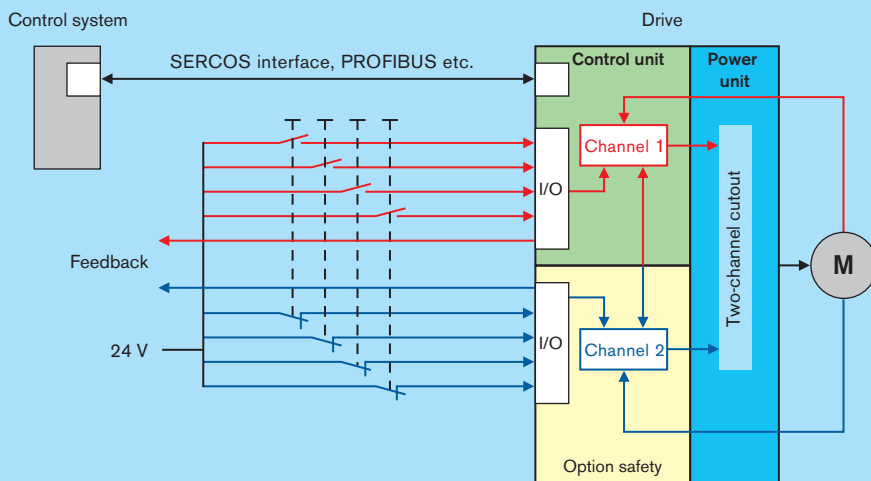 Control system
Drive
SERCOS interface, PROFIBUS etc.
Control unit
Power
unit
Channel 1
I/O
Two-channel cutout
M
Feedback
I/O
Channel 2
24 V
Option safety